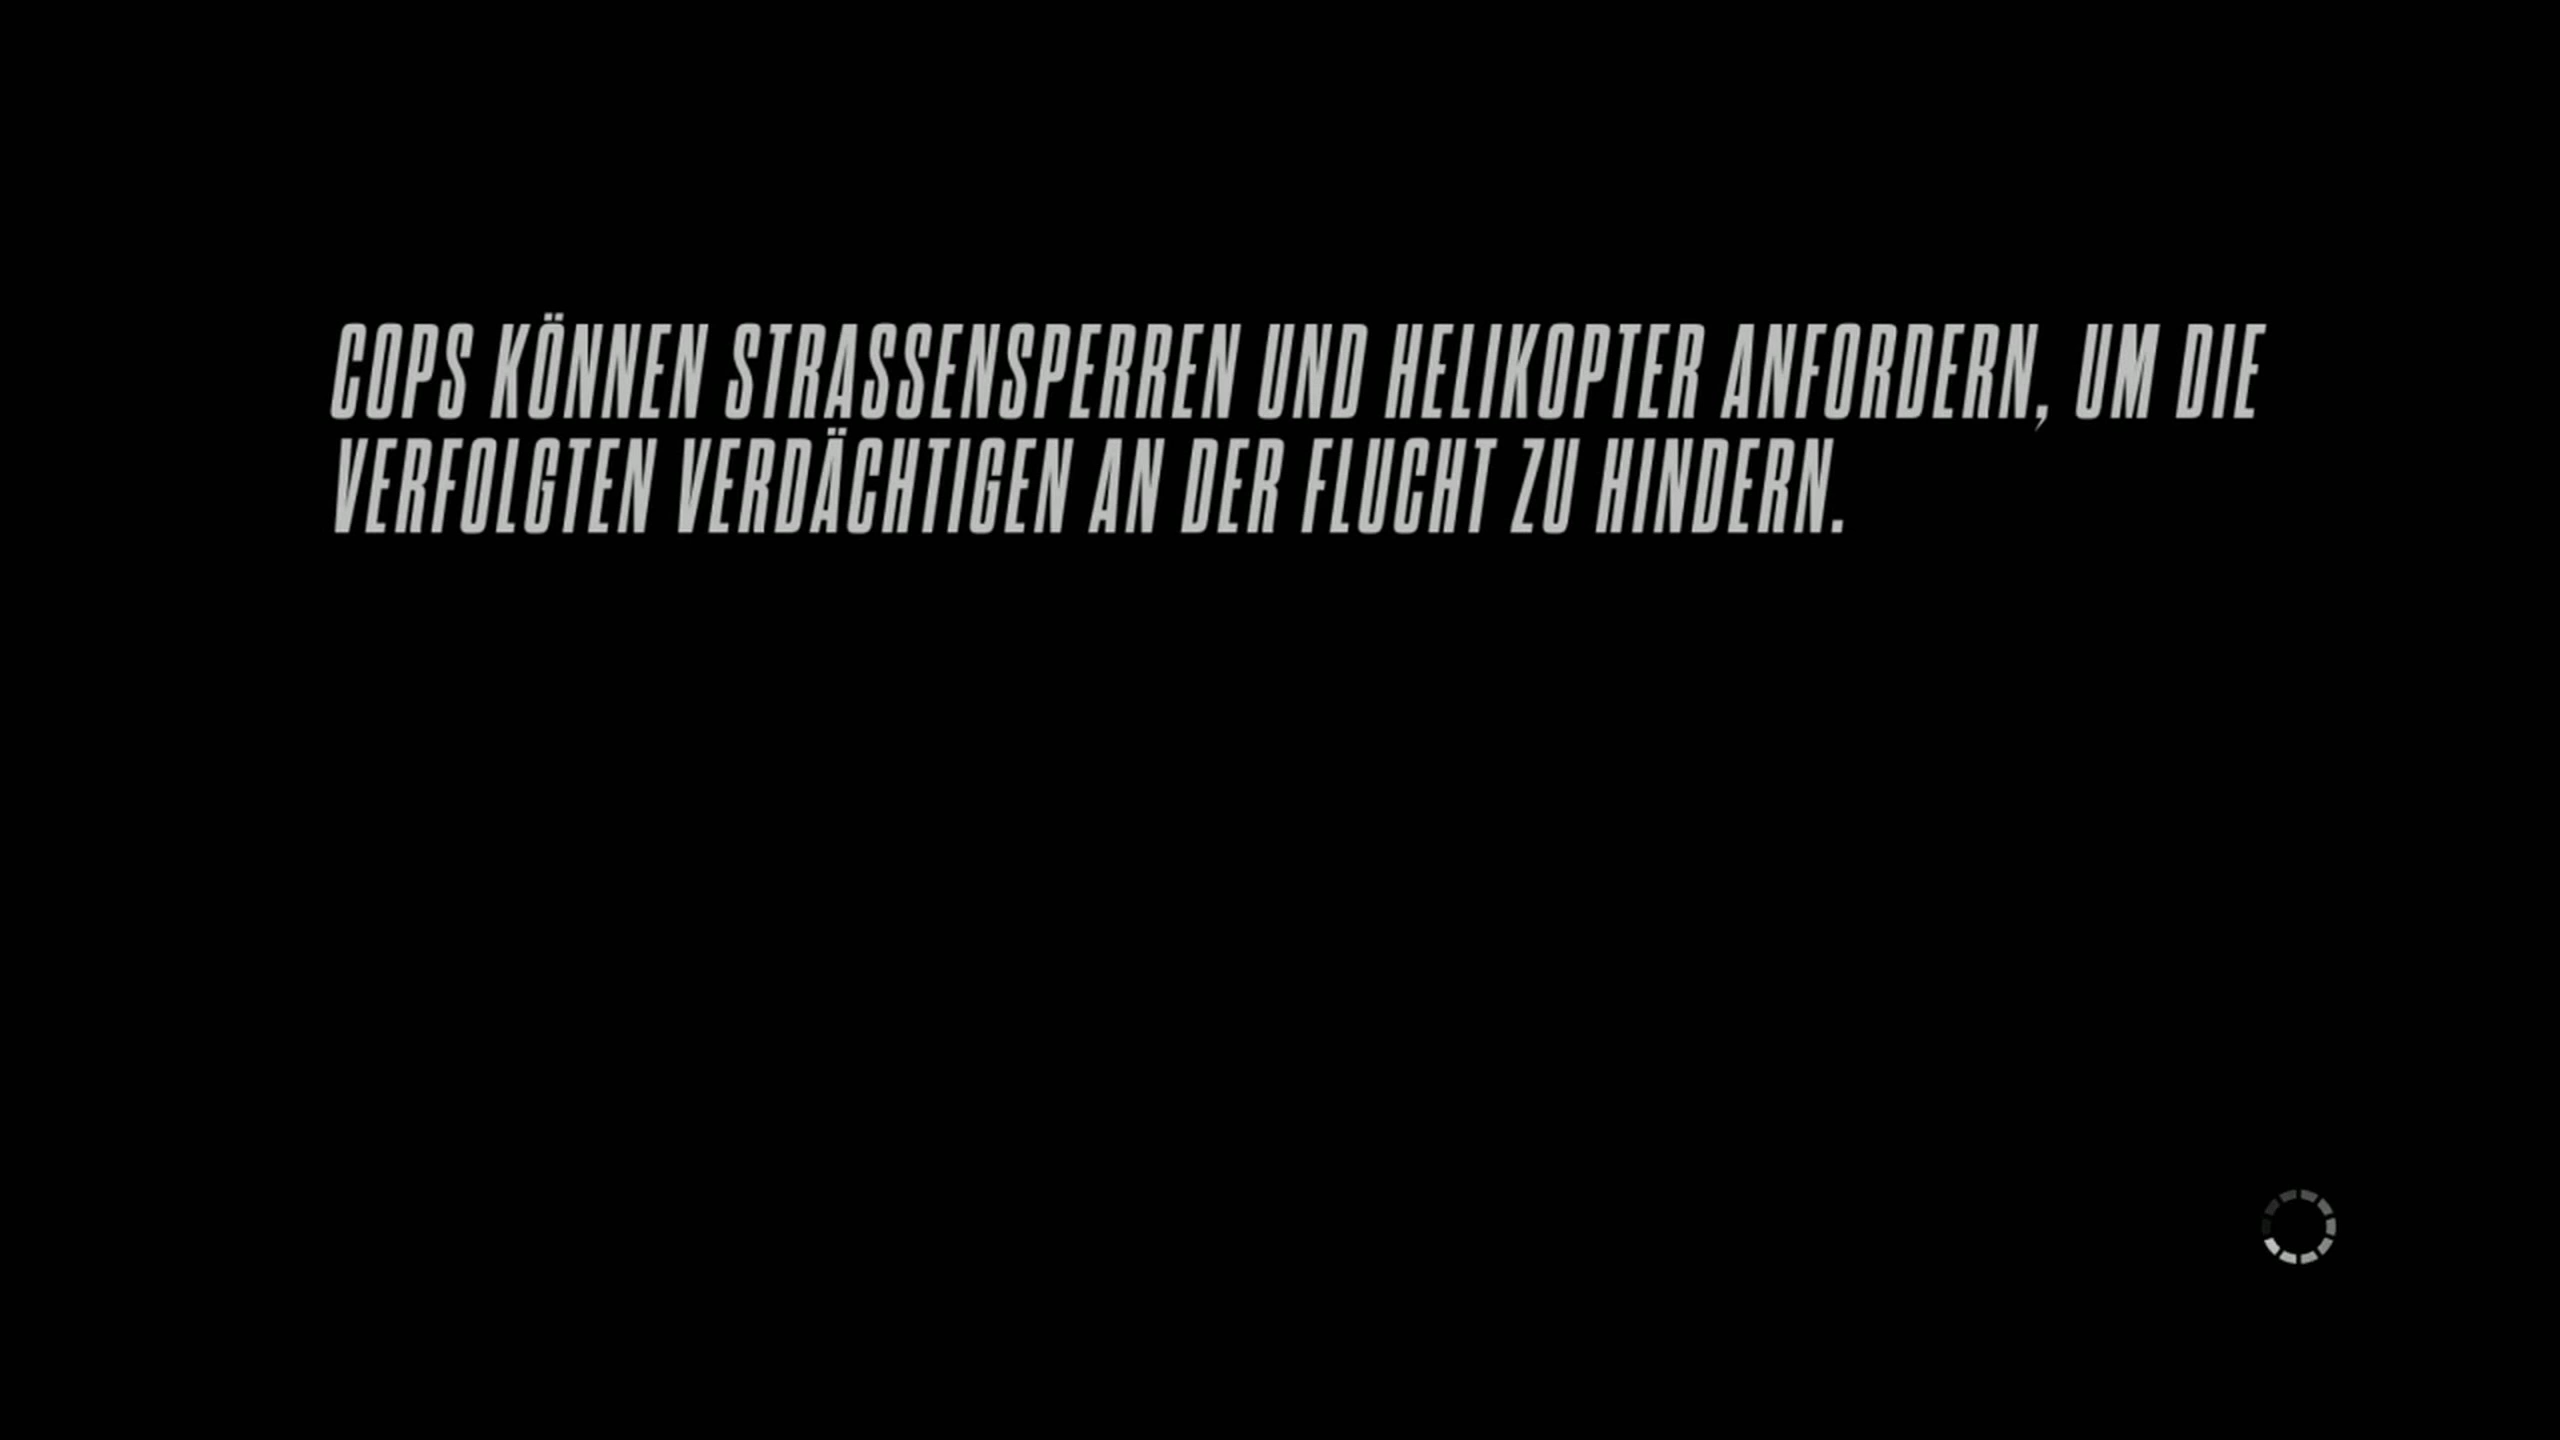 COPS KÖNNEN STRASSENSPERREN UND HELIKOPTER ANFORDERN, UM DIE
VERFOLGTEN VERDÄCHTIGEN AN DER FLUCHT ZU HINDERN.